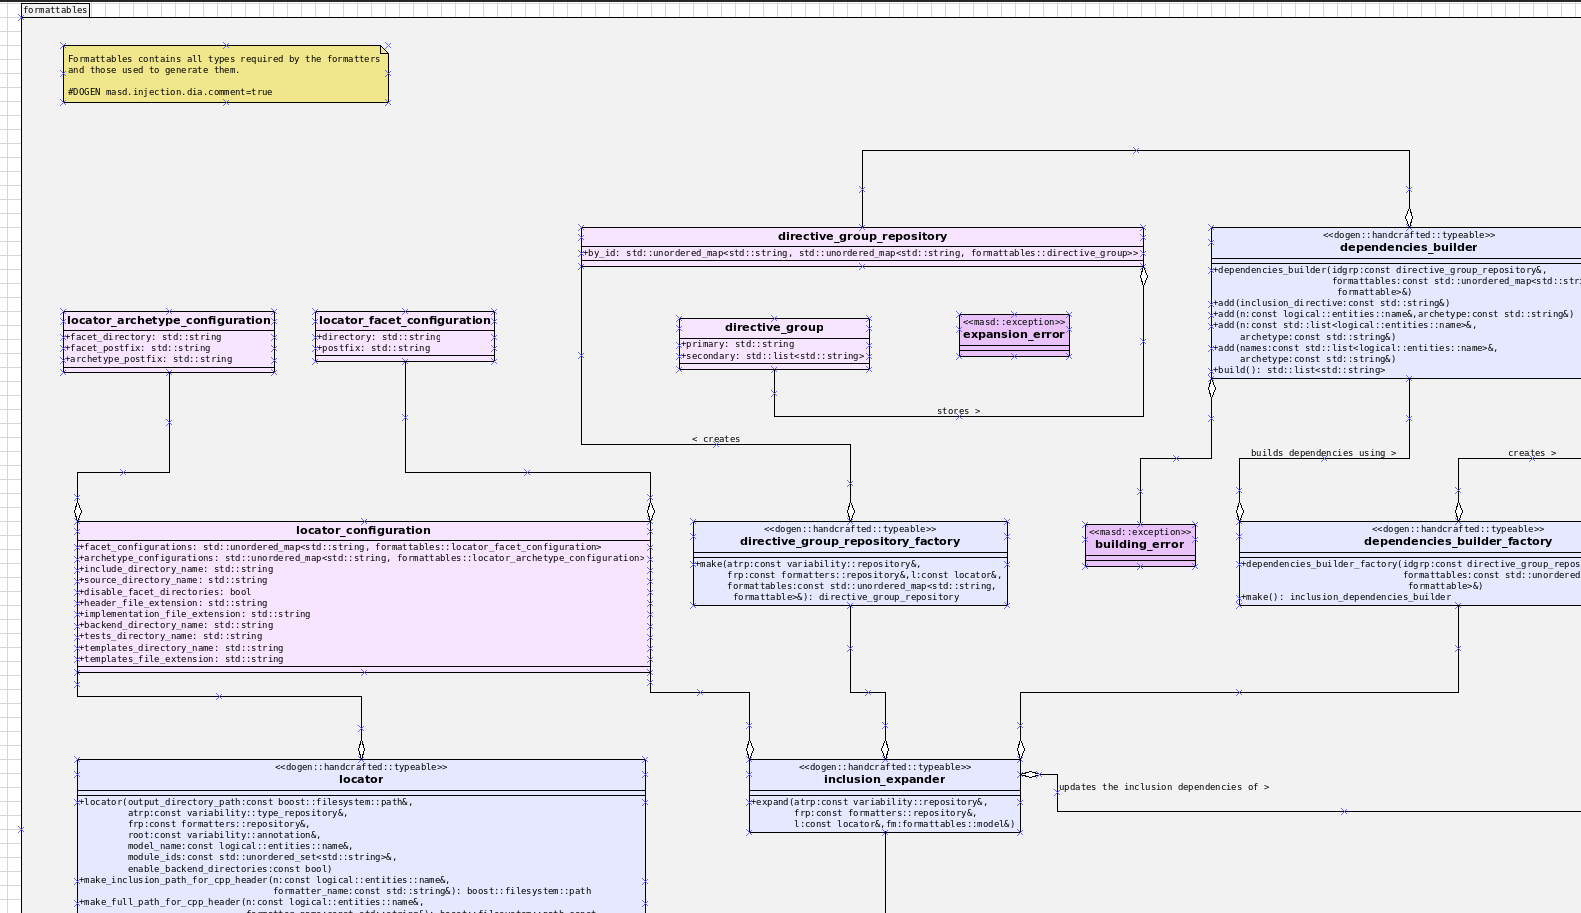 formattables
Formattables contains all types required by the formatters
and those used to generate them.
#DOGEN masd.injection.dia.comment=true
directive_group_repository
+by_id: std::unordered_map<std::string, std::unordered_map<std::string, formattables::directive_group>>
<<dogen::handcrafted::typeable>>
dependencies_builder
+dependencies_builder(idgrp:const directive_group_repository&,
formattables:const std::unordered_map<std::stri
formattable>&)
+add(inclusion_directive:const std::string&)
+add(n:const logical::entities::name&,archetype:const std::string&)
+add(n:const std::list<logical::entities::name>&,
archetype:const std::string&)
+add(names:const std::list<logical::entities::name>&,
archetype:const std::string&)
+build(): std::list<std::string>
locator_archetype_configuration
+facet_directory: std::string
+facet_postfix: std::string
+archetype_postfix: std::string
locator_facet_configuration
+directory: std::string
+postfix: std::string
directive_group
+primary: std::string
+secondary: std::list<std::string>
<<masd::exception>>
expansion_error
stores >
< creates
builds dependencies using >
creates >
locator_configuration
+facet_configurations: std::unordered_map<std::string, formattables::locator_facet_configuration>
+archetype_configurations: std::unordered_map<std::string, formattables::locator_archetype_configuration>
+include_directory_name: std::string
+source_directory_name: std::string
+disable_facet_directories: bool
+header_file_extension: std::string
+implementation_file_extension: std::string
+backend_directory_name: std::string
+tests_directory_name: std::string
+templates_directory_name: std::string
+templates_file_extension: std::string
<<dogen::handcrafted::typeable>>
directive_group_repository_factory
+make(atrp:const variability::repository&,
frp:const formatters::repository&,l:const locator&,
formattables:const std::unordered_map<std::string,
formattable>&): directive_group_repository
<<masd::exception>>
building_error
<<dogen::handcrafted::typeable>>
dependencies_builder_factory
+dependencies_builder_factory(idgrp:const directive_group_repos
formattables:const std::unordered
formattable>&)
+make(): inclusion_dependencies_builder
<<dogen::handcrafted::typeable>>
locator
+locator(output_directory_path:const boost::filesystem::path&,
atrp:const variability::type_repository&,
frp:const formatters::repository&,
root:const variability::annotation&,
model_name:const logical::entities::name&,
module_ids:const std::unordered_set<std::string>&,
enable_backend_directories:const bool)
+make_inclusion_path_for_cpp_header(n:const logical::entities::name&,
formatter_name:const std::string&): boost::filesystem::path
+make_full_path_for_cpp_header(n:const logical::entities::name&,
<<dogen::handcrafted::typeable>>
inclusion_expander
+expand(atrp:const variability::repository&,
frp:const formatters::repository&,
l:const locator&,fm:formattables::model&)
updates the inclusion dependencies of >